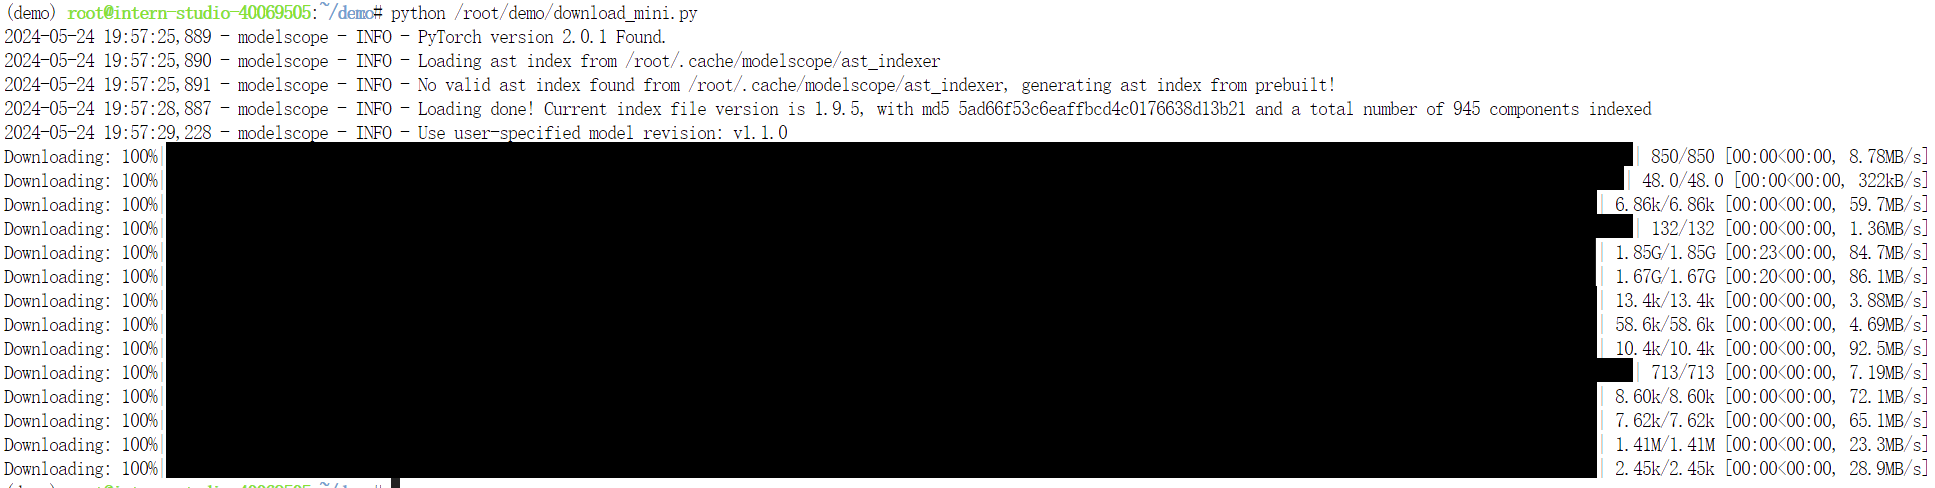 (demo) root@intern-studio-40069505:~/demo# python /root/demo/download_mini.py
2024-05-24 19:57:25,889 - modelscope - INFO - PyTorch version 2.0.1 Found.
2024-05-24 19:57:25,890 - modelscope - INFO - Loading ast index from /root/.cache/modelscope/ast_indexer
2024-05-24 19:57:25,891 - modelscope - INFO - No valid ast index found from /root/.cache/modelscope/ast_indexer, generating ast index from prebuilt!
2024-05-24 19:57:28,887 - modelscope - INFO - Loading done! Current index file version is 1.9.5, with md5 5ad66f53c6eaffbcd4c0176638d13b21 and a total number of 945 components indexed
2024-05-24 19:57:29,228 - modelscope - INFO - Use user-specified model revision: v1.1.0
Downloading: 100%| | 850/850 [00:00<00:00, 8.78MB/s]
Downloading: 100%| | 48.0/48.0 [00:00<00:00, 322kB/s]
Downloading: 100%| | 6.86k/6.86k [00:00<00:00, 59.7MB/s]
Downloading: 100%| | 132/132 [00:00<00:00, 1.36MB/s]
Downloading: 100%| | 1.85G/1.85G [00:23<00:00, 84.7MB/s]
Downloading: 100%| | 1.67G/1.67G [00:20<00:00, 86.1MB/s]
Downloading: 100%| | 13.4k/13.4k [00:00<00:00, 3.88MB/s]
Downloading: 100%| | 58.6k/58.6k [00:00<00:00, 4.69MB/s]
Downloading: 100%| | 10.4k/10.4k [00:00<00:00, 92.5MB/s]
Downloading: 100%| | 713/713 [00:00<00:00, 7.19MB/s]
Downloading: 100%| | 8.60k/8.60k [00:00<00:00, 72.1MB/s]
Downloading: 100%| | 7.62k/7.62k [00:00<00:00, 65.1MB/s]
Downloading: 100%| | 1.41M/1.41M [00:00<00:00, 23.3MB/s]
Downloading: 100%| | 2.45k/2.45k [00:00<00:00, 28.9MB/s]